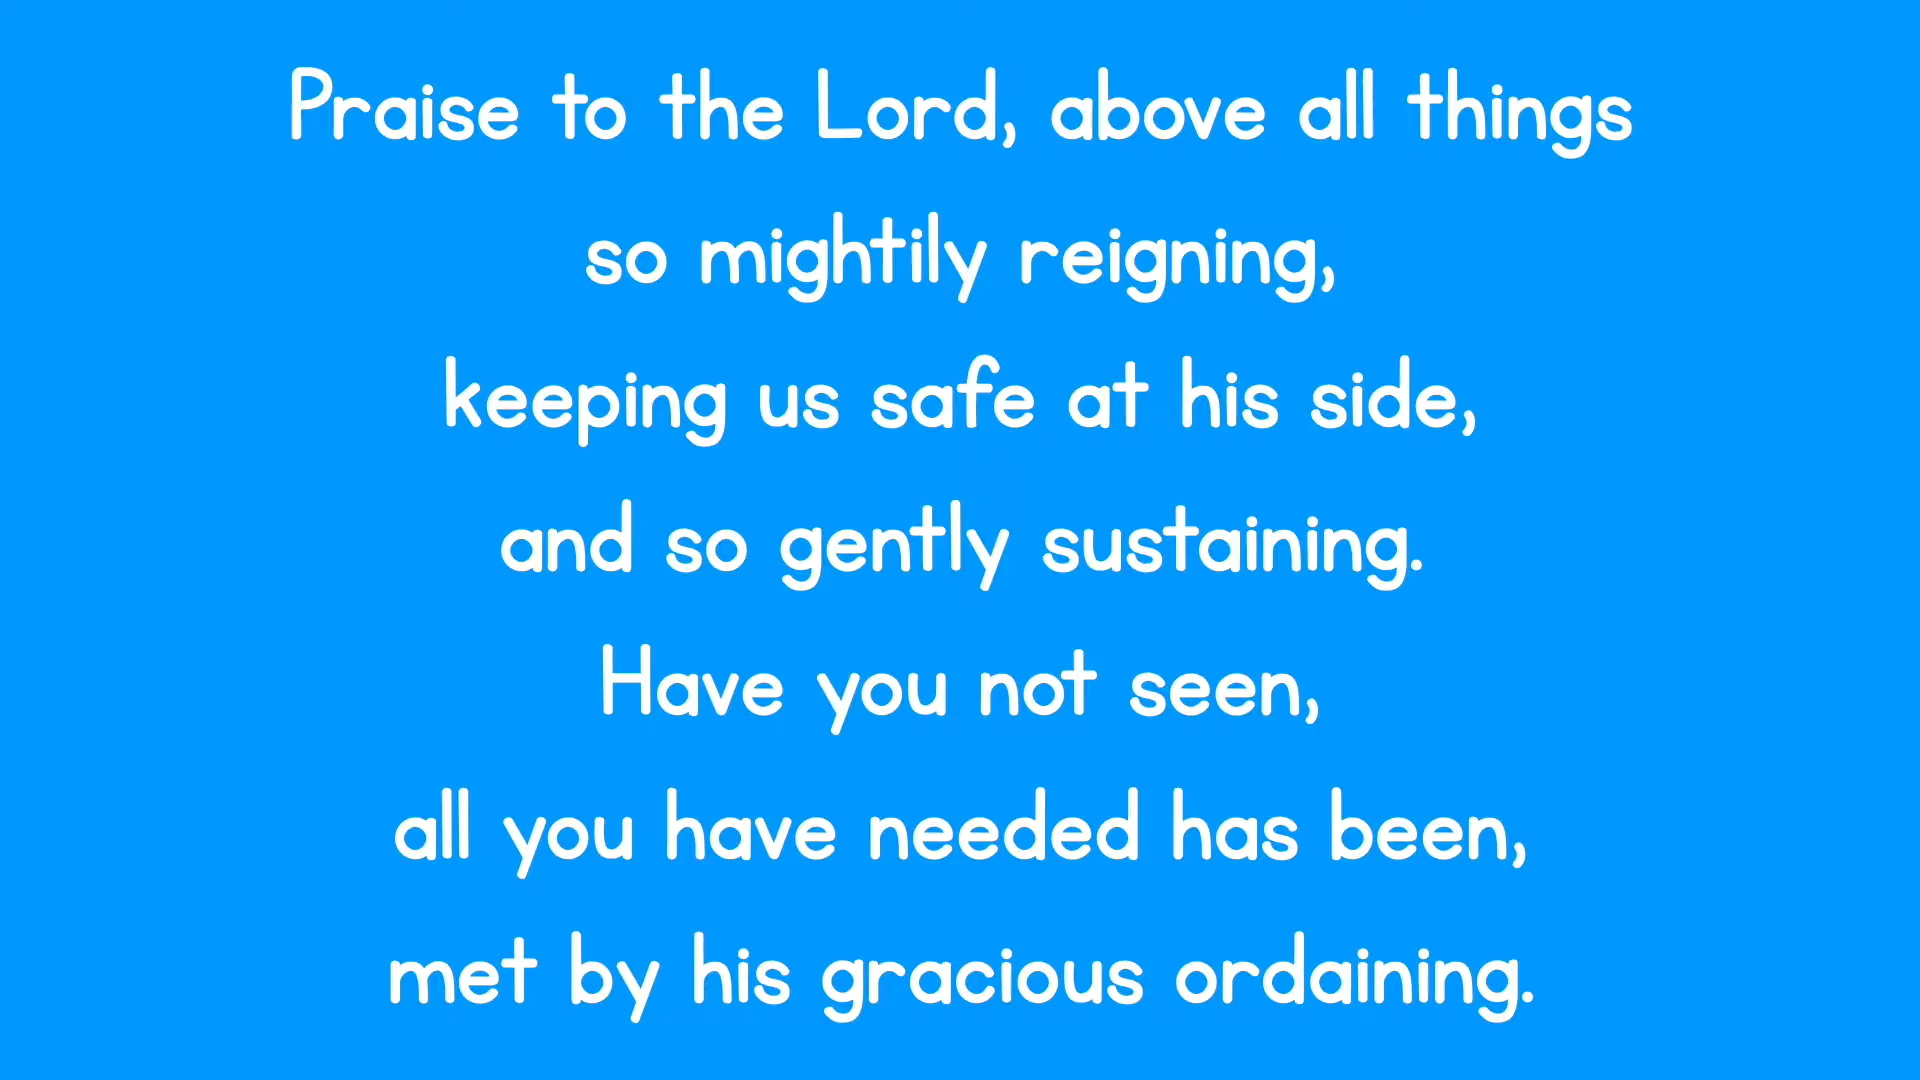 Praise to the Lord, above all things
so mightily reigning,
keeping us safe at his side,
and so gently sustaining.
Have you not seen,
all you have needed has been,
met by his gracious ordaining.